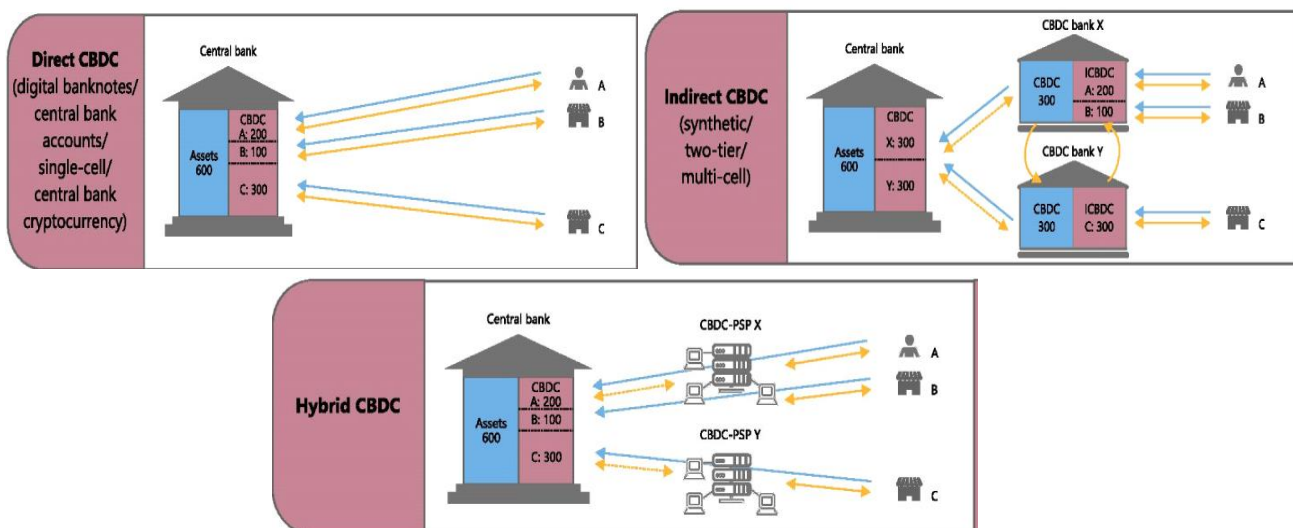 Direct CBDC
(digital banknotes/
central bank
accounts/
single-cell/
central bank
cryptocurrency)
Central bank
Assets
600
CBDC
A: 200
B: 100
C: 300
A
B
C
Indirect CBDC
(synthetic/
two-tier/
multi-cell)
Central bank
Assets
600
CBDC
X: 300
Y: 300
CBDC bank X
CBDC
300
ICBDC
A: 200
B: 100
CBDC bank Y
CBDC
300
ICBDC
C: 300
A
B
C
Hybrid CBDC
Central bank
Assets
600
CBDC
A: 200
B: 100
C: 300
CBDC-PSP X
CBDC-PSP Y
A
B
C